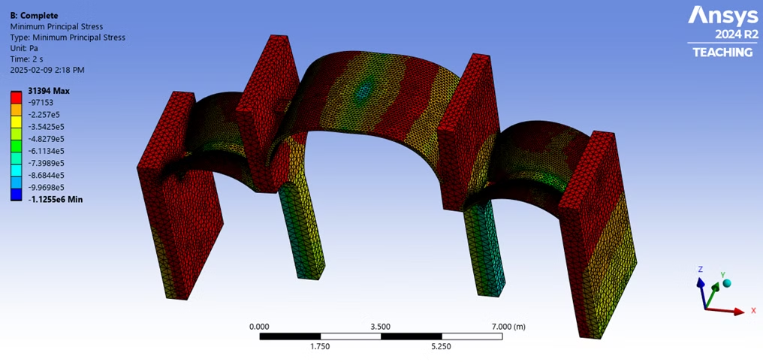 B: Complete
Minimum Principal Stress
Type: Minimum Principal Stress
Unit: Pa
Time: 2 s
2025-02-09 2:18 PM
31394 Max
-97153
-2.257e5
-3.5425e5
-4.8279e5
-6.1134e5
-7.3989e5
-8.6844e5
-9.9698e5
-1.1255e6 Min
Ansys
2024 R2
TEACHING
0.000
3.500
7.000 (m)
1.750
5.250
Z
Y
X